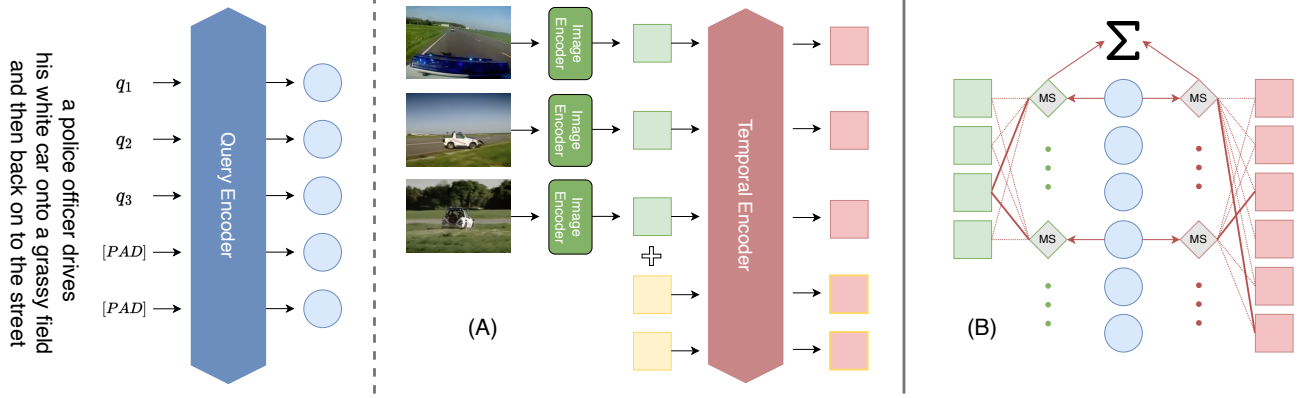 a police officer drives
his white car onto a grassy field
and then back on to the street
q1
q2
q3
[PAD]
[PAD]
Query Encoder
Image
Encoder
Image
Encoder
Image
Encoder
Temporal Encoder
(A)
Σ
MS
MS
MS
MS
(B)